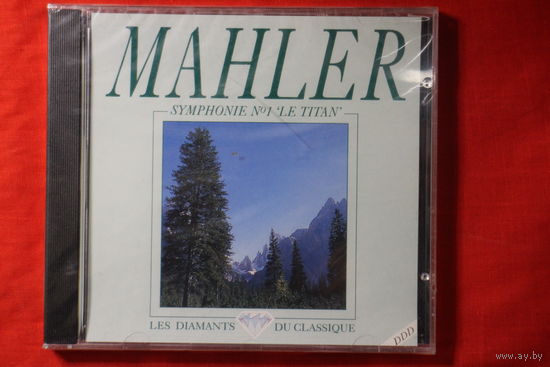 MAHLER
SYMPHONIE Nº1 'LE TITAN'
LES DIAMANTS DU CLASSIQUE
DDD
www.ay.by